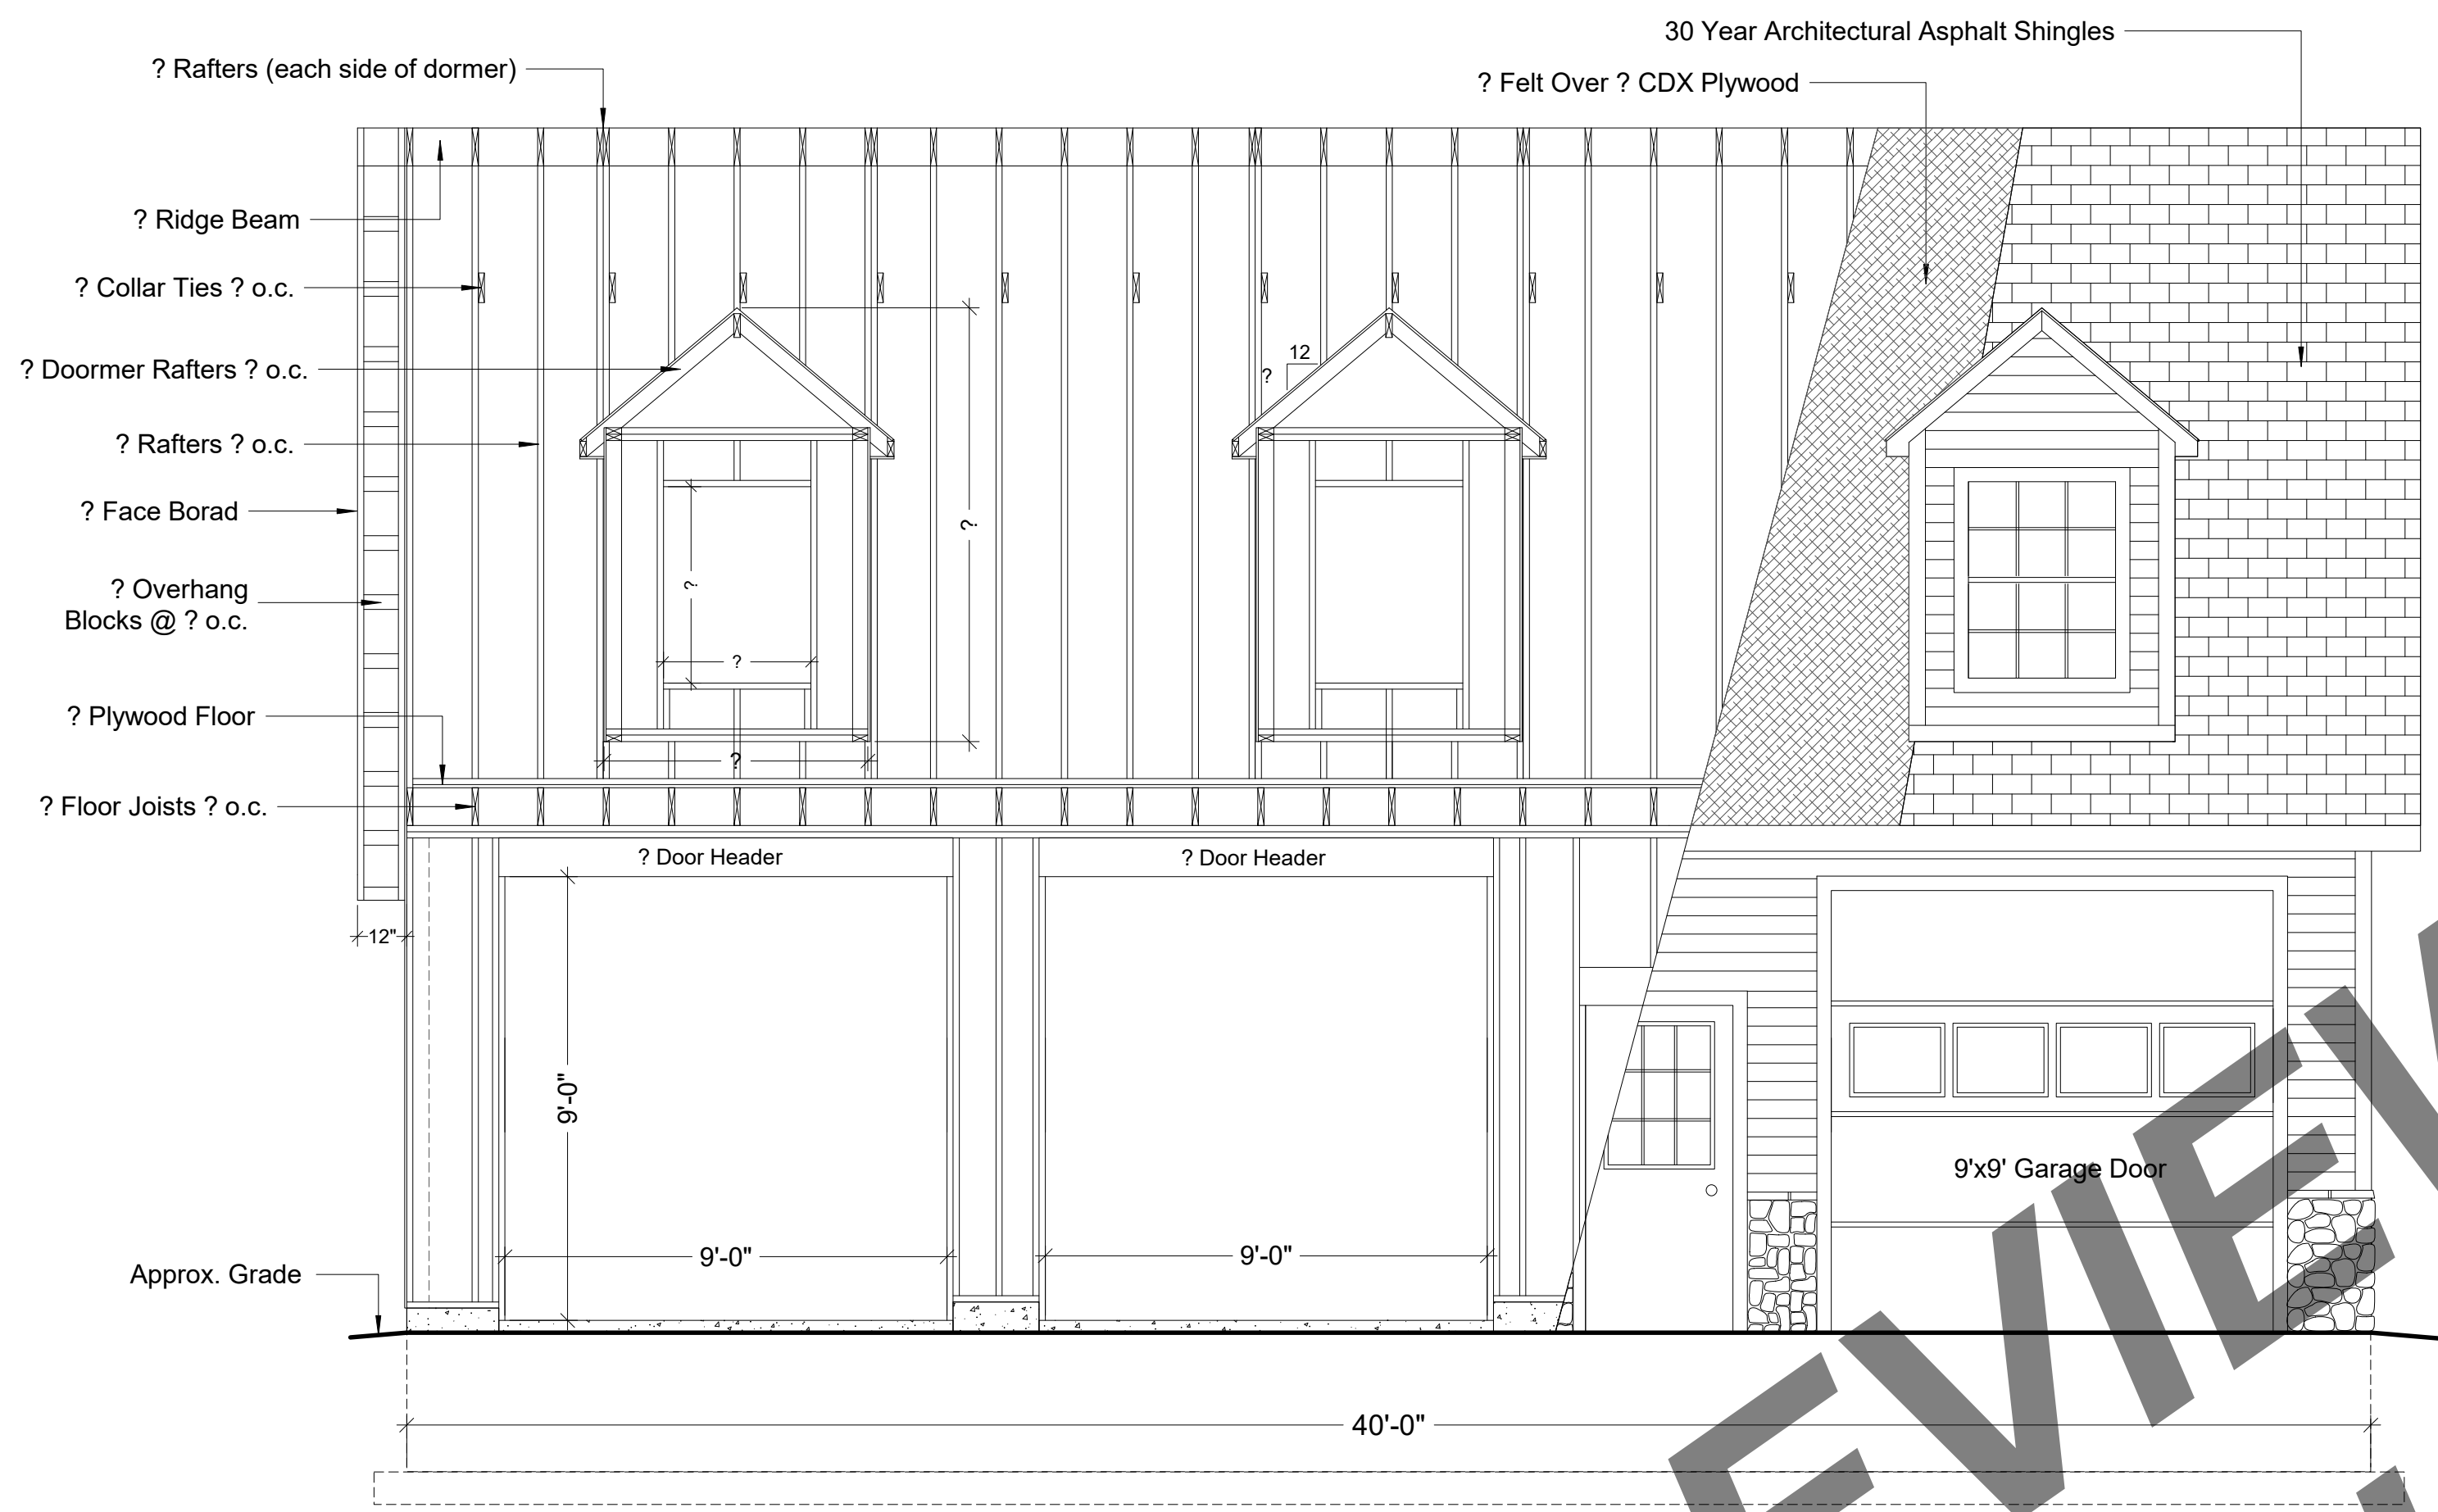 30 Year Architectural Asphalt Shingles
? Rafters (each side of dormer)
? Felt Over ? CDX Plywood
? Ridge Beam
? Collar Ties ? o.c.
12
?
? Doormer Rafters ? o.c.
? Rafters ? o.c.
? Face Borad
?
? Overhang
Blocks @ ? o.c.
?
?
? Plywood Floor
?
? Floor Joists ? o.c.
? Door Header
? Door Header
12"
9'-0"
9'x9' Garage Door
9'-0"
9'-0"
Approx. Grade
40'-0"